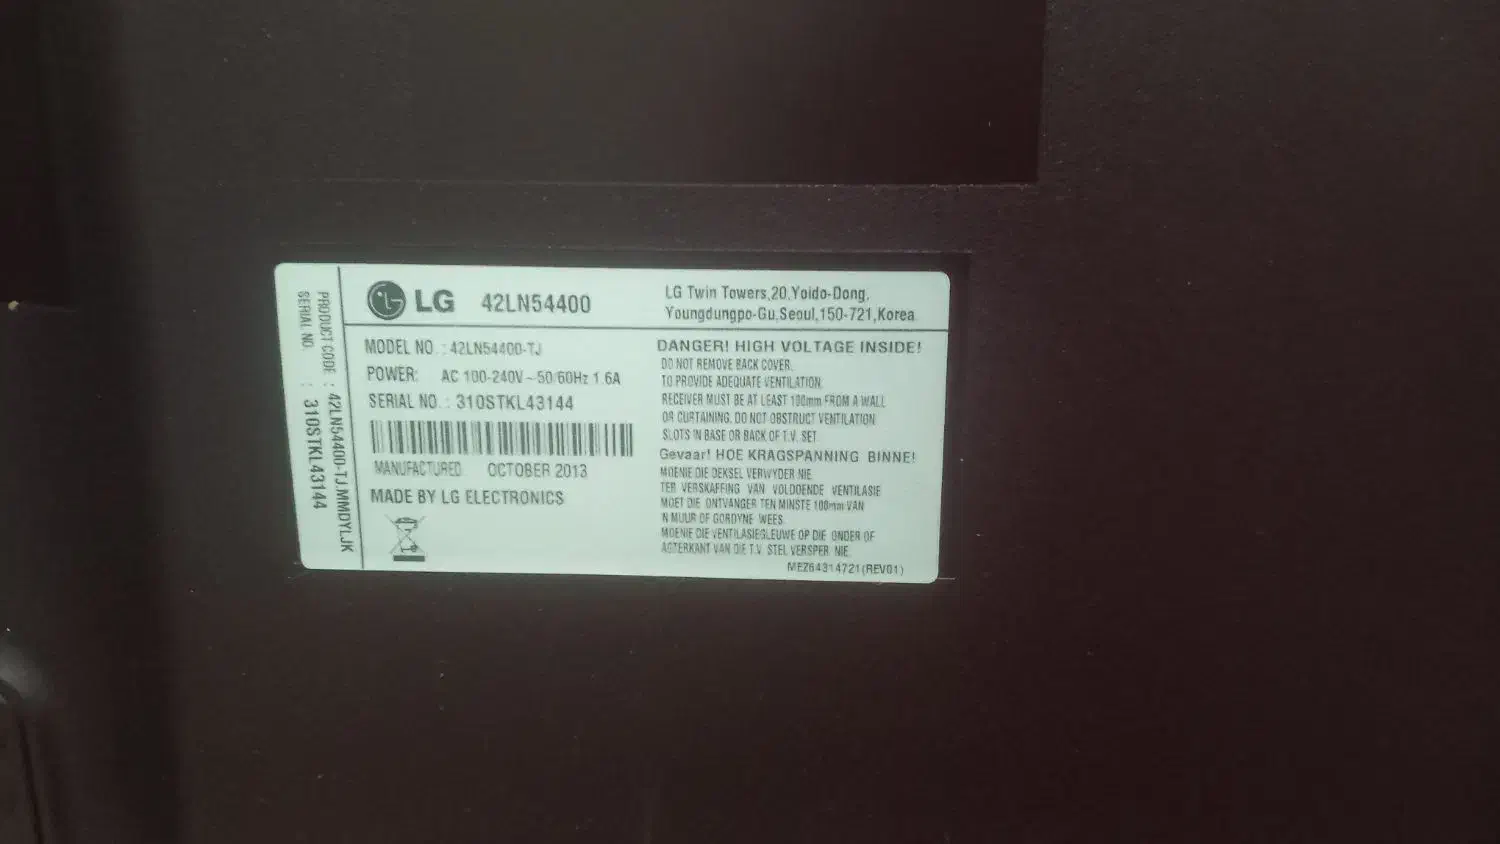 LG 42LN54400
LG Twin Towers,20,Yoido-Dong,
Youngdungpo-Gu,Seoul,150-721,Korea
MODEL NO. : 42LN54400-TJ
POWER: AC 100-240V ~ 50/60Hz 1.6A
SERIAL NO. : 310STKL43144
MANUFACTURED OCTOBER 2013
MADE BY LG ELECTRONICS
DANGER! HIGH VOLTAGE INSIDE!
DO NOT REMOVE BACK COVER.
TO PROVIDE ADEQUATE VENTILATION
RECEIVER MUST BE AT LEAST 100mm FROM A WALL
OR CURTAINING. DO NOT OBSTRUCT VENTILATION
SLOTS IN BASE OR BACK OF T.V. SET.
Gevaar! HOE KRAGSPANNING BINNE!
MOENIE DIE DEKSEL VERWYDER NIE
TER VERSKAFFING VAN VOLDOENDE VENTILASIE
MOET DIE ONTVANGER TEN MINSTE 100mm VAN
N MUUR OF GORDYNE WEES.
MOENIE DIE VENTILASIEGLEUWE OP DIE ONDER OF
AGTERKANT VAN DIE T.V. STEL VERSPER NIE.
MEZ64314721(REV01)
PRODUCT CODE : 42LN54400-TJ.MMDYLJK
SERIAL NO. : 310STKL43144